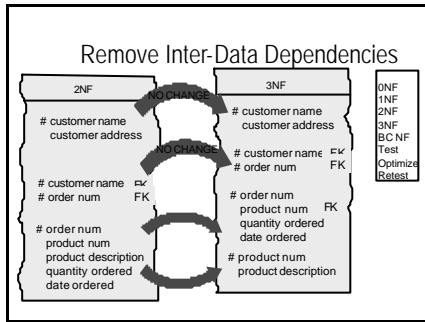 Remove Inter-Data Dependencies
2NF
# customer name
customer address
# customer name FK
# order num FK
# order num
product num
product description
quantity ordered
date ordered
NO CHANGE
NO CHANGE
3NF
# customer name
customer address
# customer name FK
# order num FK
# order num
product num FK
quantity ordered
date ordered
# product num
product description
0NF
1NF
2NF
3NF
BC NF
Test
Optimize
Retest